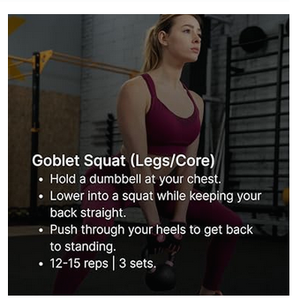 Goblet Squat (Legs/Core)
• Hold a dumbbell at your chest.
• Lower into a squat while keeping your
back straight.
• Push through your heels to get back
to standing.
• 12-15 reps | 3 sets.